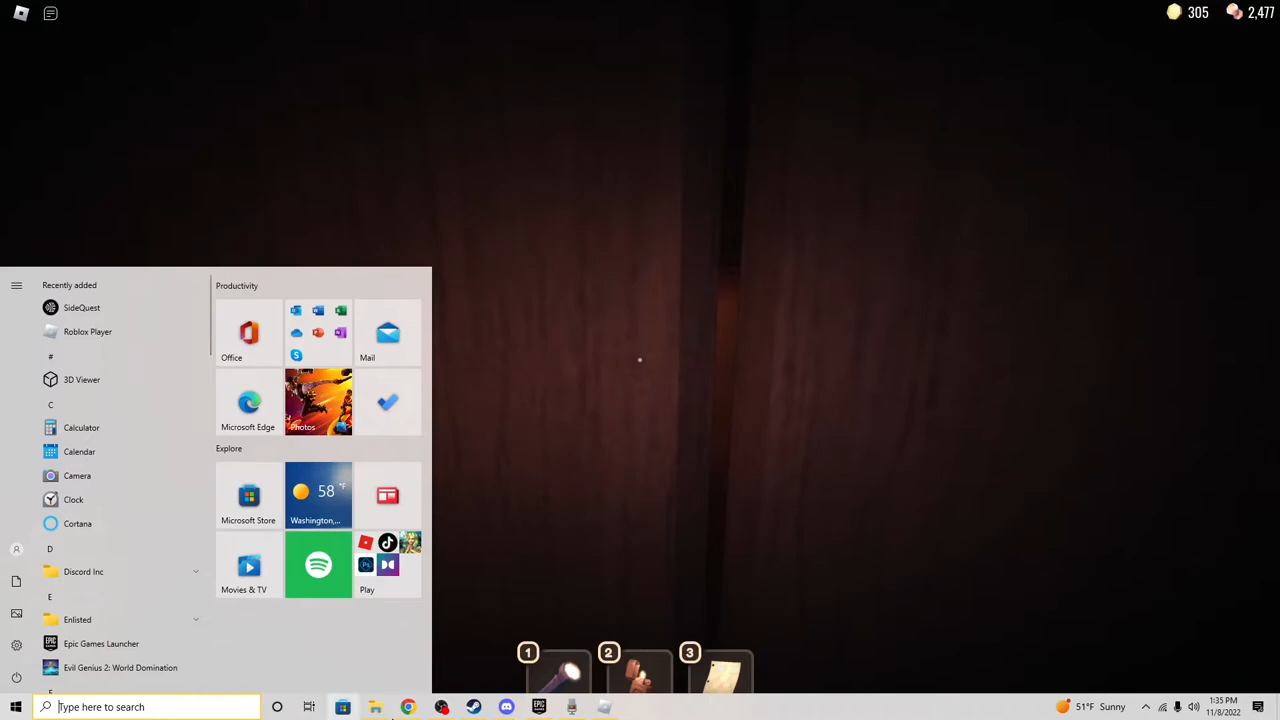 305
2,477
Recently added
SideQuest
Roblox Player
#
3D Viewer
C
Calculator
Calendar
Camera
Clock
Cortana
D
Discord Inc
E
Enlisted
Epic Games Launcher
Evil Genius 2: World Domination
Productivity
Office
Mail
Microsoft Edge
Photos
Explore
Microsoft Store
58 °F
Washington,...
Movies & TV
Play
1
2
3
Type here to search
EPIC
51°F Sunny
1:35 PM
11/8/2022